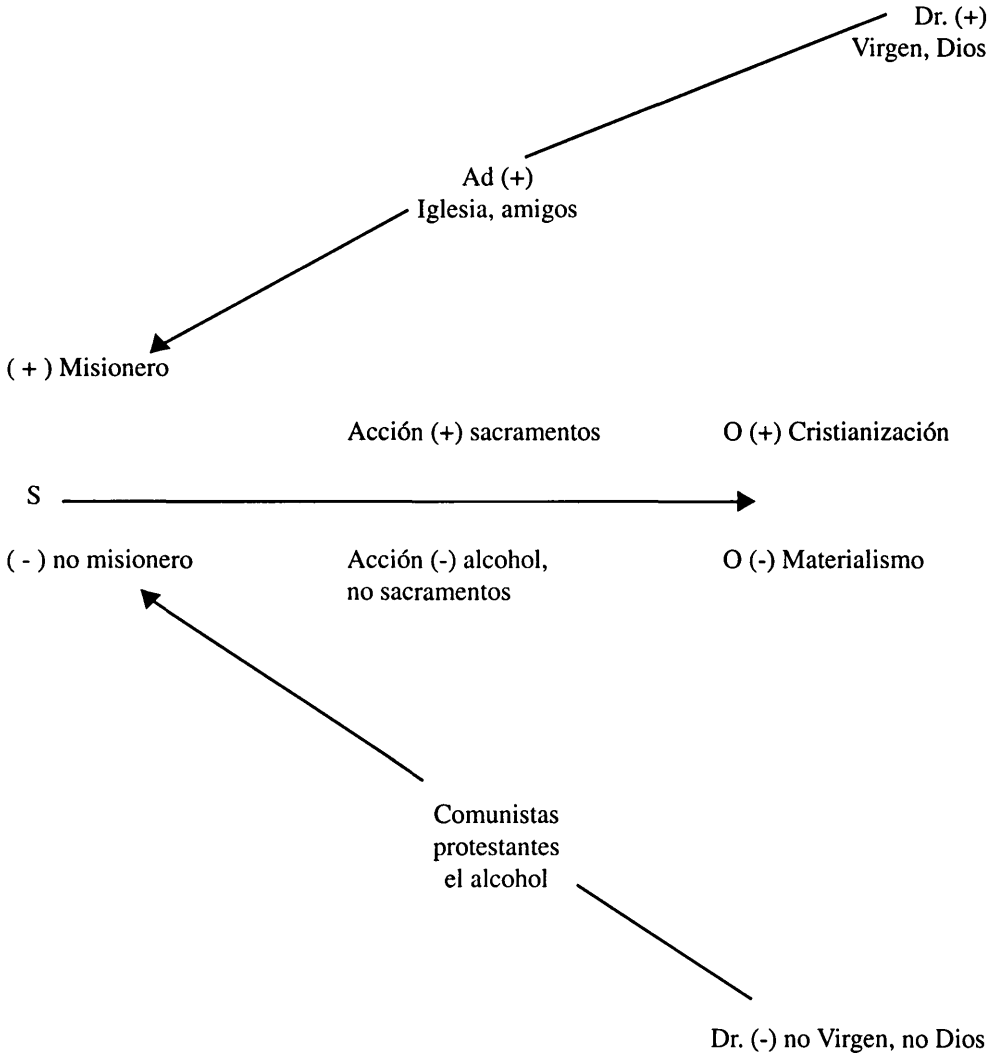 Dr. (+)
Virgen, Dios
Ad (+)
Iglesia, amigos
( + ) Misionero
Acción (+) sacramentos
O (+) Cristianización
S
( - ) no misionero
Acción (-) alcohol,
no sacramentos
O (-) Materialismo
Comunistas
protestantes
el alcohol
Dr. (-) no Virgen, no Dios